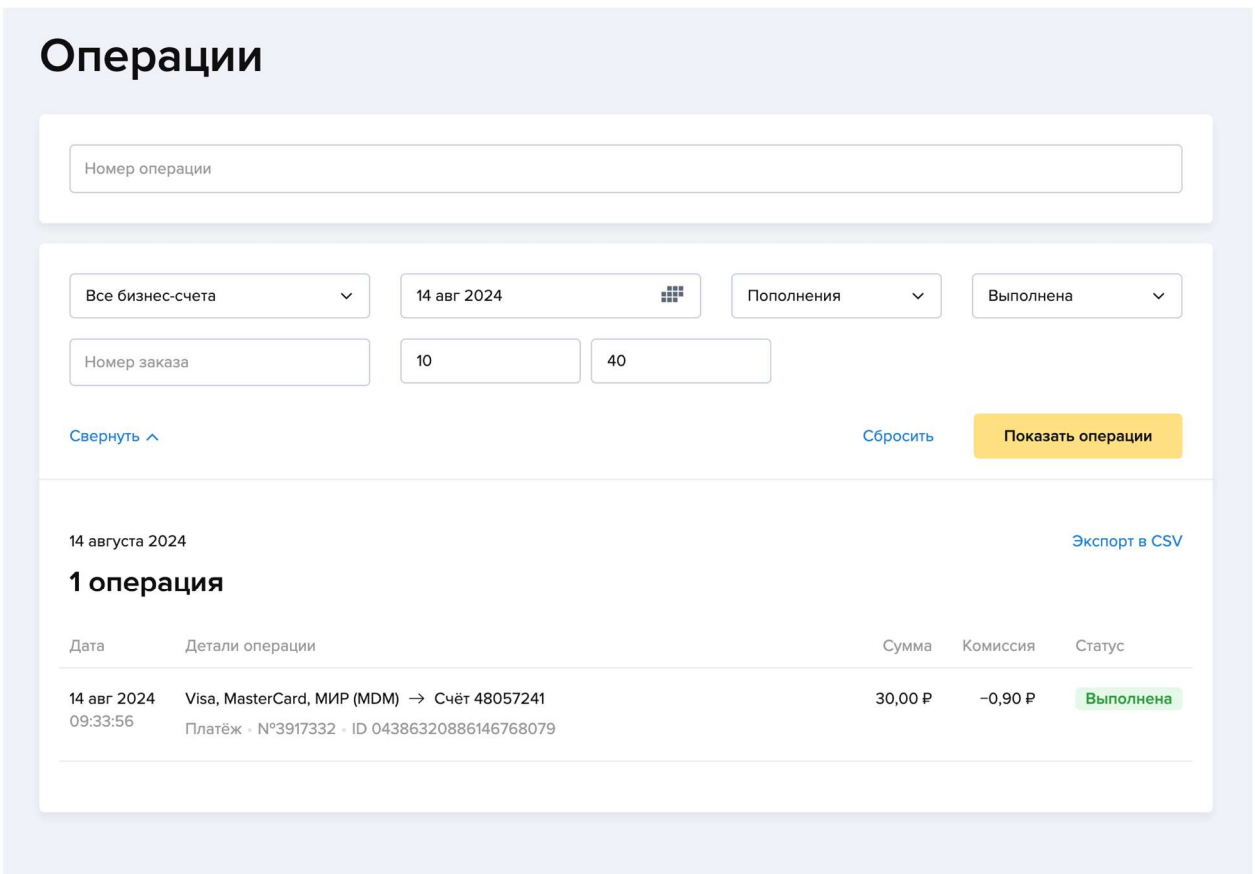 Операции
Номер операции
Все бизнес-счета 14 авг 2024 Пополнения Выполнена
Номер заказа 10 40
Свернуть Сбросить Показать операции
14 августа 2024 Экспорт в CSV
1 операция
Дата Детали операции Сумма Комиссия Статус
14 авг 2024 Visa, MasterCard, МИР (MDM) → Счёт 48057241 30,00 ₽ −0,90 ₽ Выполнена
09:33:56 Платёж • №3917332 • ID 04386320886146768079